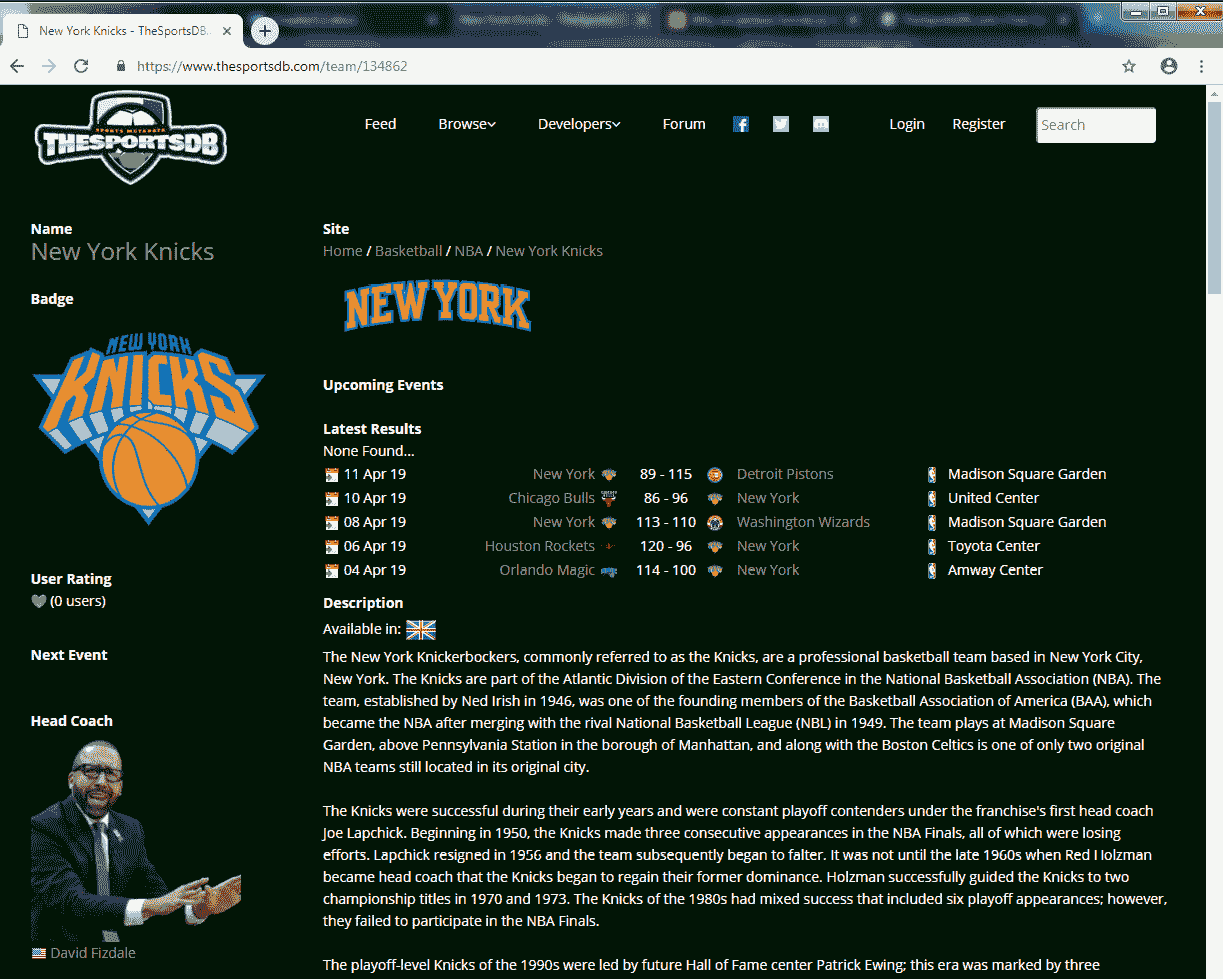 New York Knicks - TheSportsDB..
https://www.thesportsdb.com/team/134862
SPORTS METADATA
THESPORTSDB
Feed Browse Developers Forum Login Register Search
Name
New York Knicks
Badge
NEW YORK
KNICKS
User Rating
(0 users)
Next Event
Head Coach
David Fizdale
Site
Home / Basketball / NBA / New York Knicks
NEW YORK
Upcoming Events
Latest Results
None Found...
11 Apr 19 New York 89 - 115 Detroit Pistons Madison Square Garden
10 Apr 19 Chicago Bulls 86 - 96 New York United Center
08 Apr 19 New York 113 - 110 Washington Wizards Madison Square Garden
06 Apr 19 Houston Rockets 120 - 96 New York Toyota Center
04 Apr 19 Orlando Magic 114 - 100 New York Amway Center
Description
Available in:
The New York Knickerbockers, commonly referred to as the Knicks, are a professional basketball team based in New York City,
New York. The Knicks are part of the Atlantic Division of the Eastern Conference in the National Basketball Association (NBA). The
team, established by Ned Irish in 1946, was one of the founding members of the Basketball Association of America (BAA), which
became the NBA after merging with the rival National Basketball League (NBL) in 1949. The team plays at Madison Square
Garden, above Pennsylvania Station in the borough of Manhattan, and along with the Boston Celtics is one of only two original
NBA teams still located in its original city.
The Knicks were successful during their early years and were constant playoff contenders under the franchise's first head coach
Joe Lapchick. Beginning in 1950, the Knicks made three consecutive appearances in the NBA Finals, all of which were losing
efforts. Lapchick resigned in 1956 and the team subsequently began to falter. It was not until the late 1960s when Red Holzman
became head coach that the Knicks began to regain their former dominance. Holzman successfully guided the Knicks to two
championship titles in 1970 and 1973. The Knicks of the 1980s had mixed success that included six playoff appearances; however,
they failed to participate in the NBA Finals.
The playoff-level Knicks of the 1990s were led by future Hall of Fame center Patrick Ewing; this era was marked by three